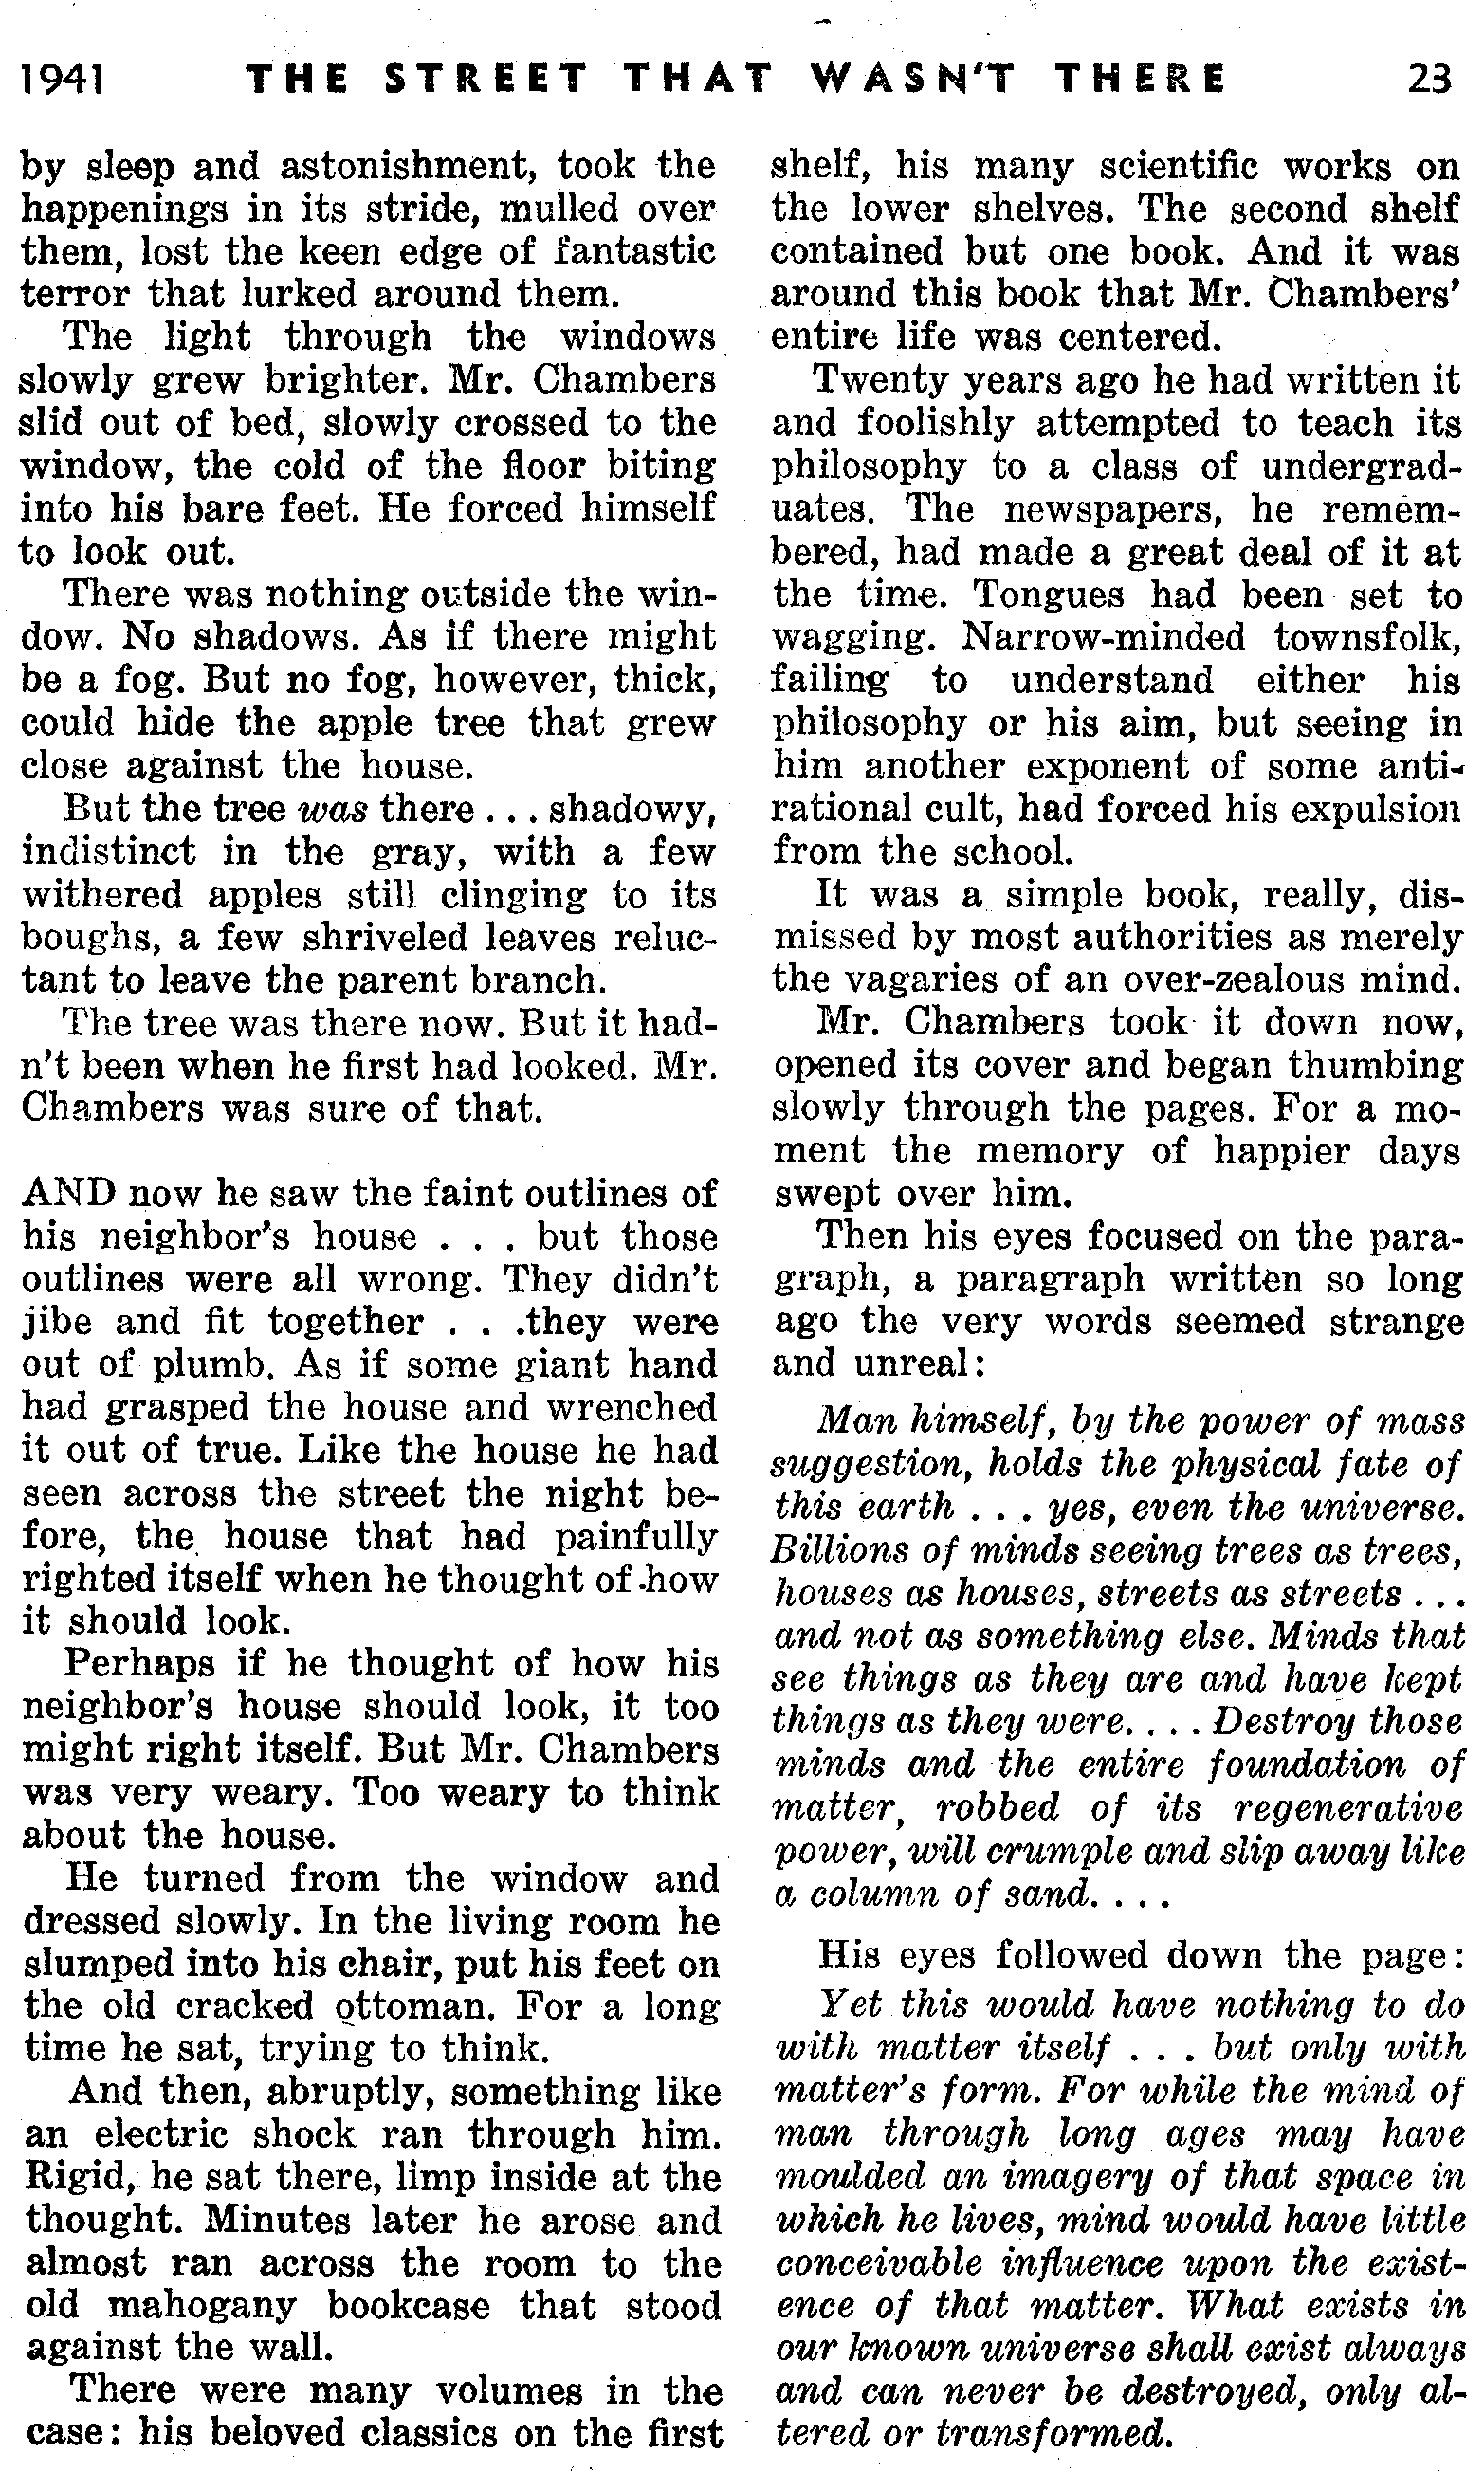 1941 THE STREET THAT WASN'T THERE 23
by sleep and astonishment, took the
happenings in its stride, mulled over
them, lost the keen edge of fantastic
terror that lurked around them.
The light through the windows
slowly grew brighter. Mr. Chambers
slid out of bed, slowly crossed to the
window, the cold of the floor biting
into his bare feet. He forced himself
to look out.
There was nothing outside the win-
dow. No shadows. As if there might
be a fog. But no fog, however, thick,
could hide the apple tree that grew
close against the house.
But the tree was there ... shadowy,
indistinct in the gray, with a few
withered apples still clinging to its
boughs, a few shriveled leaves reluc-
tant to leave the parent branch.
The tree was there now. But it had-
n't been when he first had looked. Mr.
Chambers was sure of that.
AND now he saw the faint outlines of
his neighbor's house . . . but those
outlines were all wrong. They didn't
jibe and fit together . . .they were
out of plumb. As if some giant hand
had grasped the house and wrenched
it out of true. Like the house he had
seen across the street the night be-
fore, the house that had painfully
righted itself when he thought of how
it should look.
Perhaps if he thought of how his
neighbor's house should look, it too
might right itself. But Mr. Chambers
was very weary. Too weary to think
about the house.
He turned from the window and
dressed slowly. In the living room he
slumped into his chair, put his feet on
the old cracked ottoman. For a long
time he sat, trying to think.
And then, abruptly, something like
an electric shock ran through him.
Rigid, he sat there, limp inside at the
thought. Minutes later he arose and
almost ran across the room to the
old mahogany bookcase that stood
against the wall.
There were many volumes in the
case: his beloved classics on the first
shelf, his many scientific works on
the lower shelves. The second shelf
contained but one book. And it was
around this book that Mr. Chambers'
entire life was centered.
Twenty years ago he had written it
and foolishly attempted to teach its
philosophy to a class of undergrad-
uates. The newspapers, he remem-
bered, had made a great deal of it at
the time. Tongues had been set to
wagging. Narrow-minded townsfolk,
failing to understand either his
philosophy or his aim, but seeing in
him another exponent of some anti-
rational cult, had forced his expulsion
from the school.
It was a simple book, really, dis-
missed by most authorities as merely
the vagaries of an over-zealous mind.
Mr. Chambers took it down now,
opened its cover and began thumbing
slowly through the pages. For a mo-
ment the memory of happier days
swept over him.
Then his eyes focused on the para-
graph, a paragraph written so long
ago the very words seemed strange
and unreal:
Man himself, by the power of mass
suggestion, holds the physical fate of
this earth . . . yes, even the universe.
Billions of minds seeing trees as trees,
houses as houses, streets as streets . . .
and not as something else. Minds that
see things as they are and have kept
things as they were. . . . Destroy those
minds and the entire foundation of
matter, robbed of its regenerative
power, will crumple and slip away like
a column of sand. . . .
His eyes followed down the page:
Yet this would have nothing to do
with matter itself . . . but only with
matter's form. For while the mind of
man through long ages may have
moulded an imagery of that space in
which he lives, mind would have little
conceivable influence upon the exist-
ence of that matter. What exists in
our known universe shall exist always
and can never be destroyed, only al-
tered or transformed.